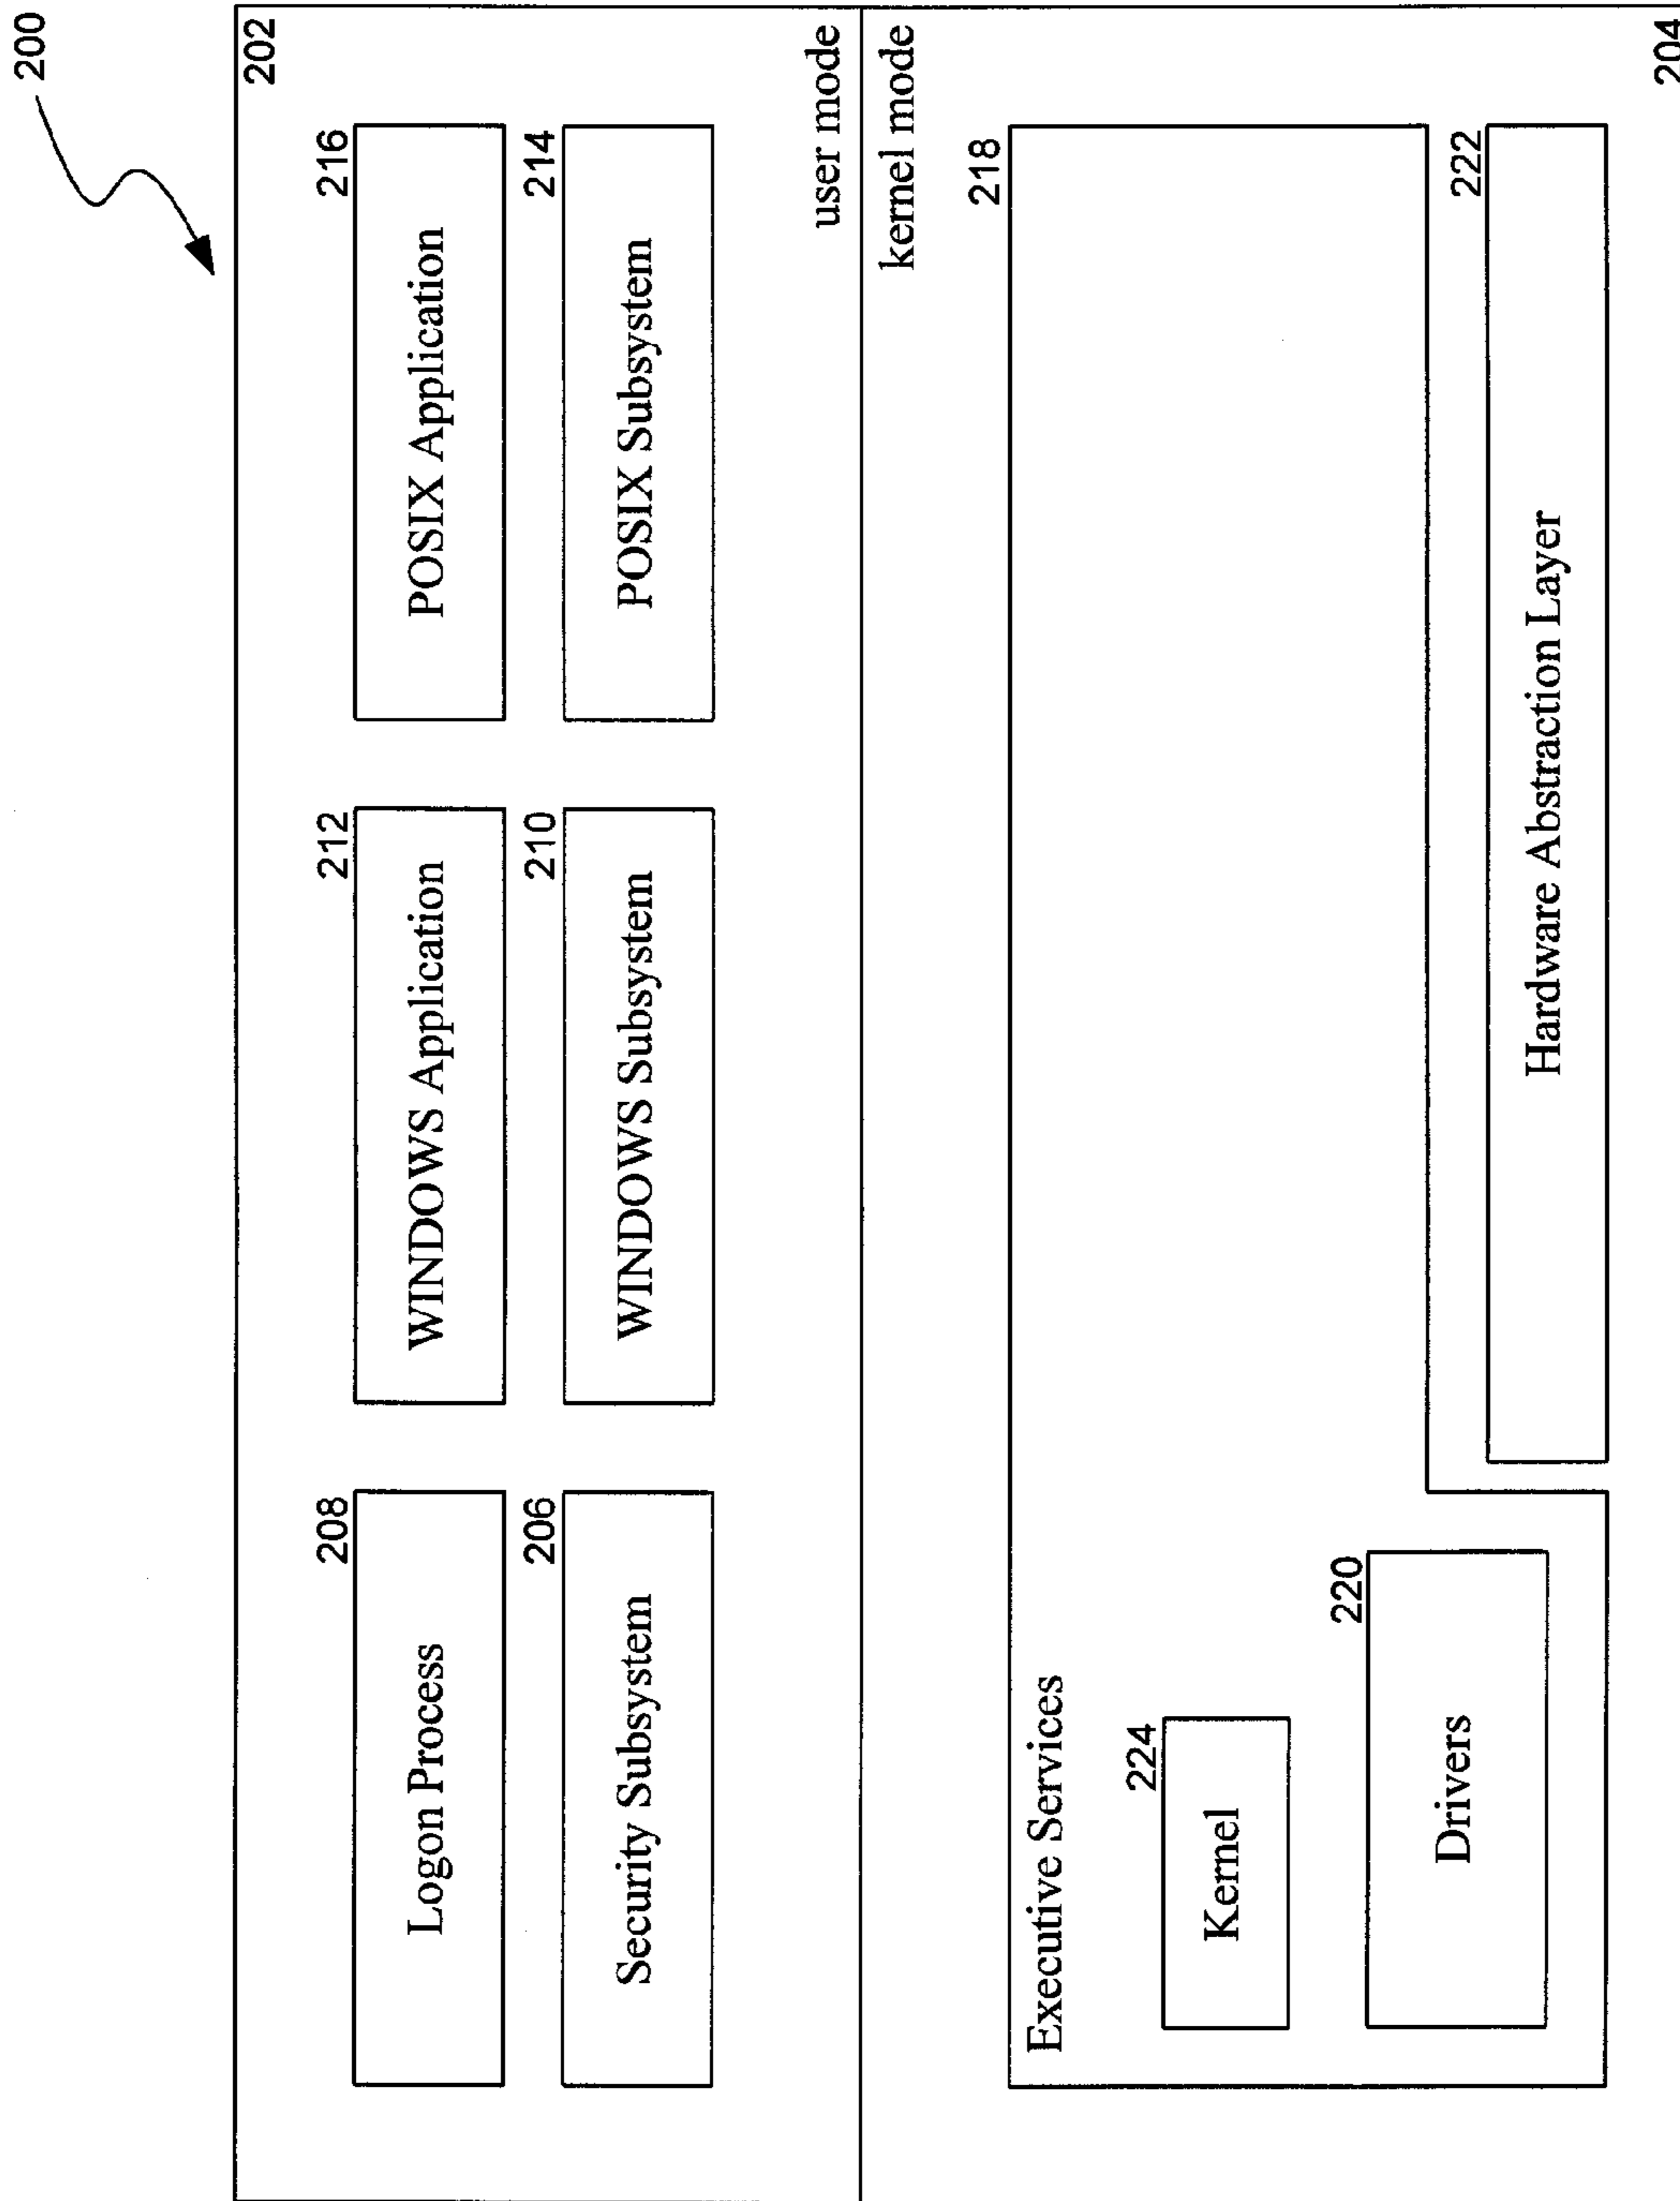 200
202
208
212
216
Logon Process
WINDOWS Application
POSIX Application
206
210
214
Security Subsystem
WINDOWS Subsystem
POSIX Subsystem
user mode
kernel mode
218
Executive Services
224
Kernel
220
Drivers
222
Hardware Abstraction Layer
204